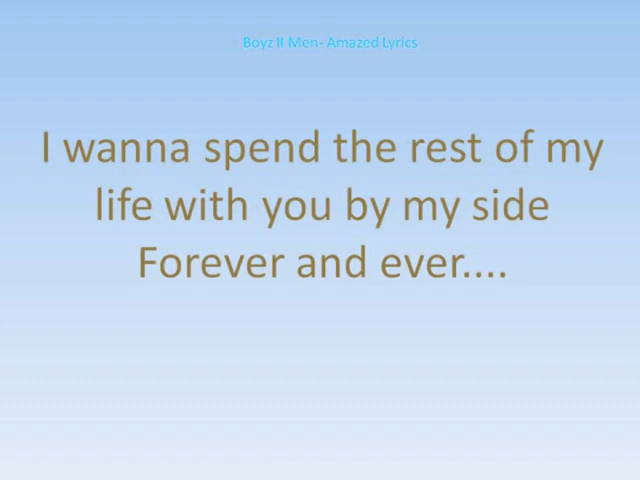 Boyz II Men- Amazed Lyrics
I wanna spend the rest of my
life with you by my side
Forever and ever....